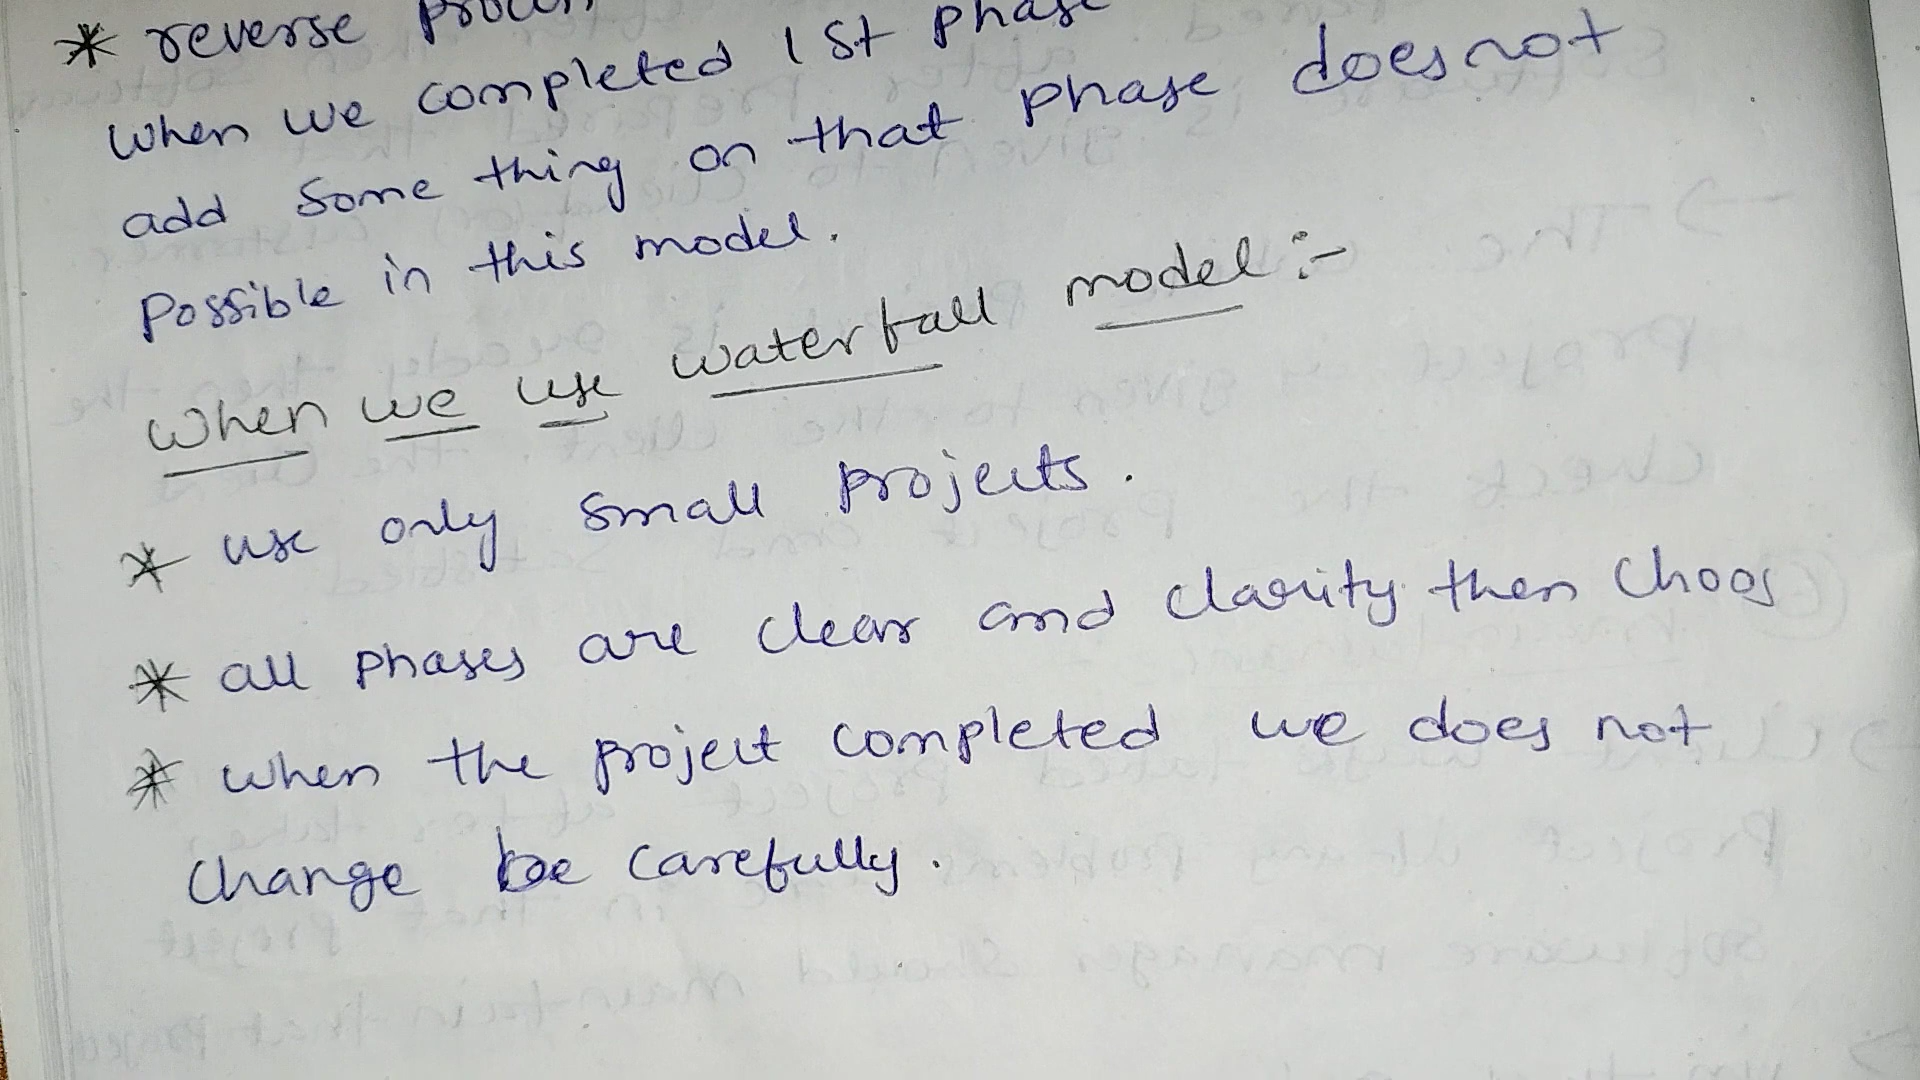 * reverse
when we completed 1st phase
add some thing on that phase does not
possible in this model.
when we use waterfall model :-
* use only small projects.
* all phases are clear and clarity then choos
* when the project completed we does not
change be carefully.